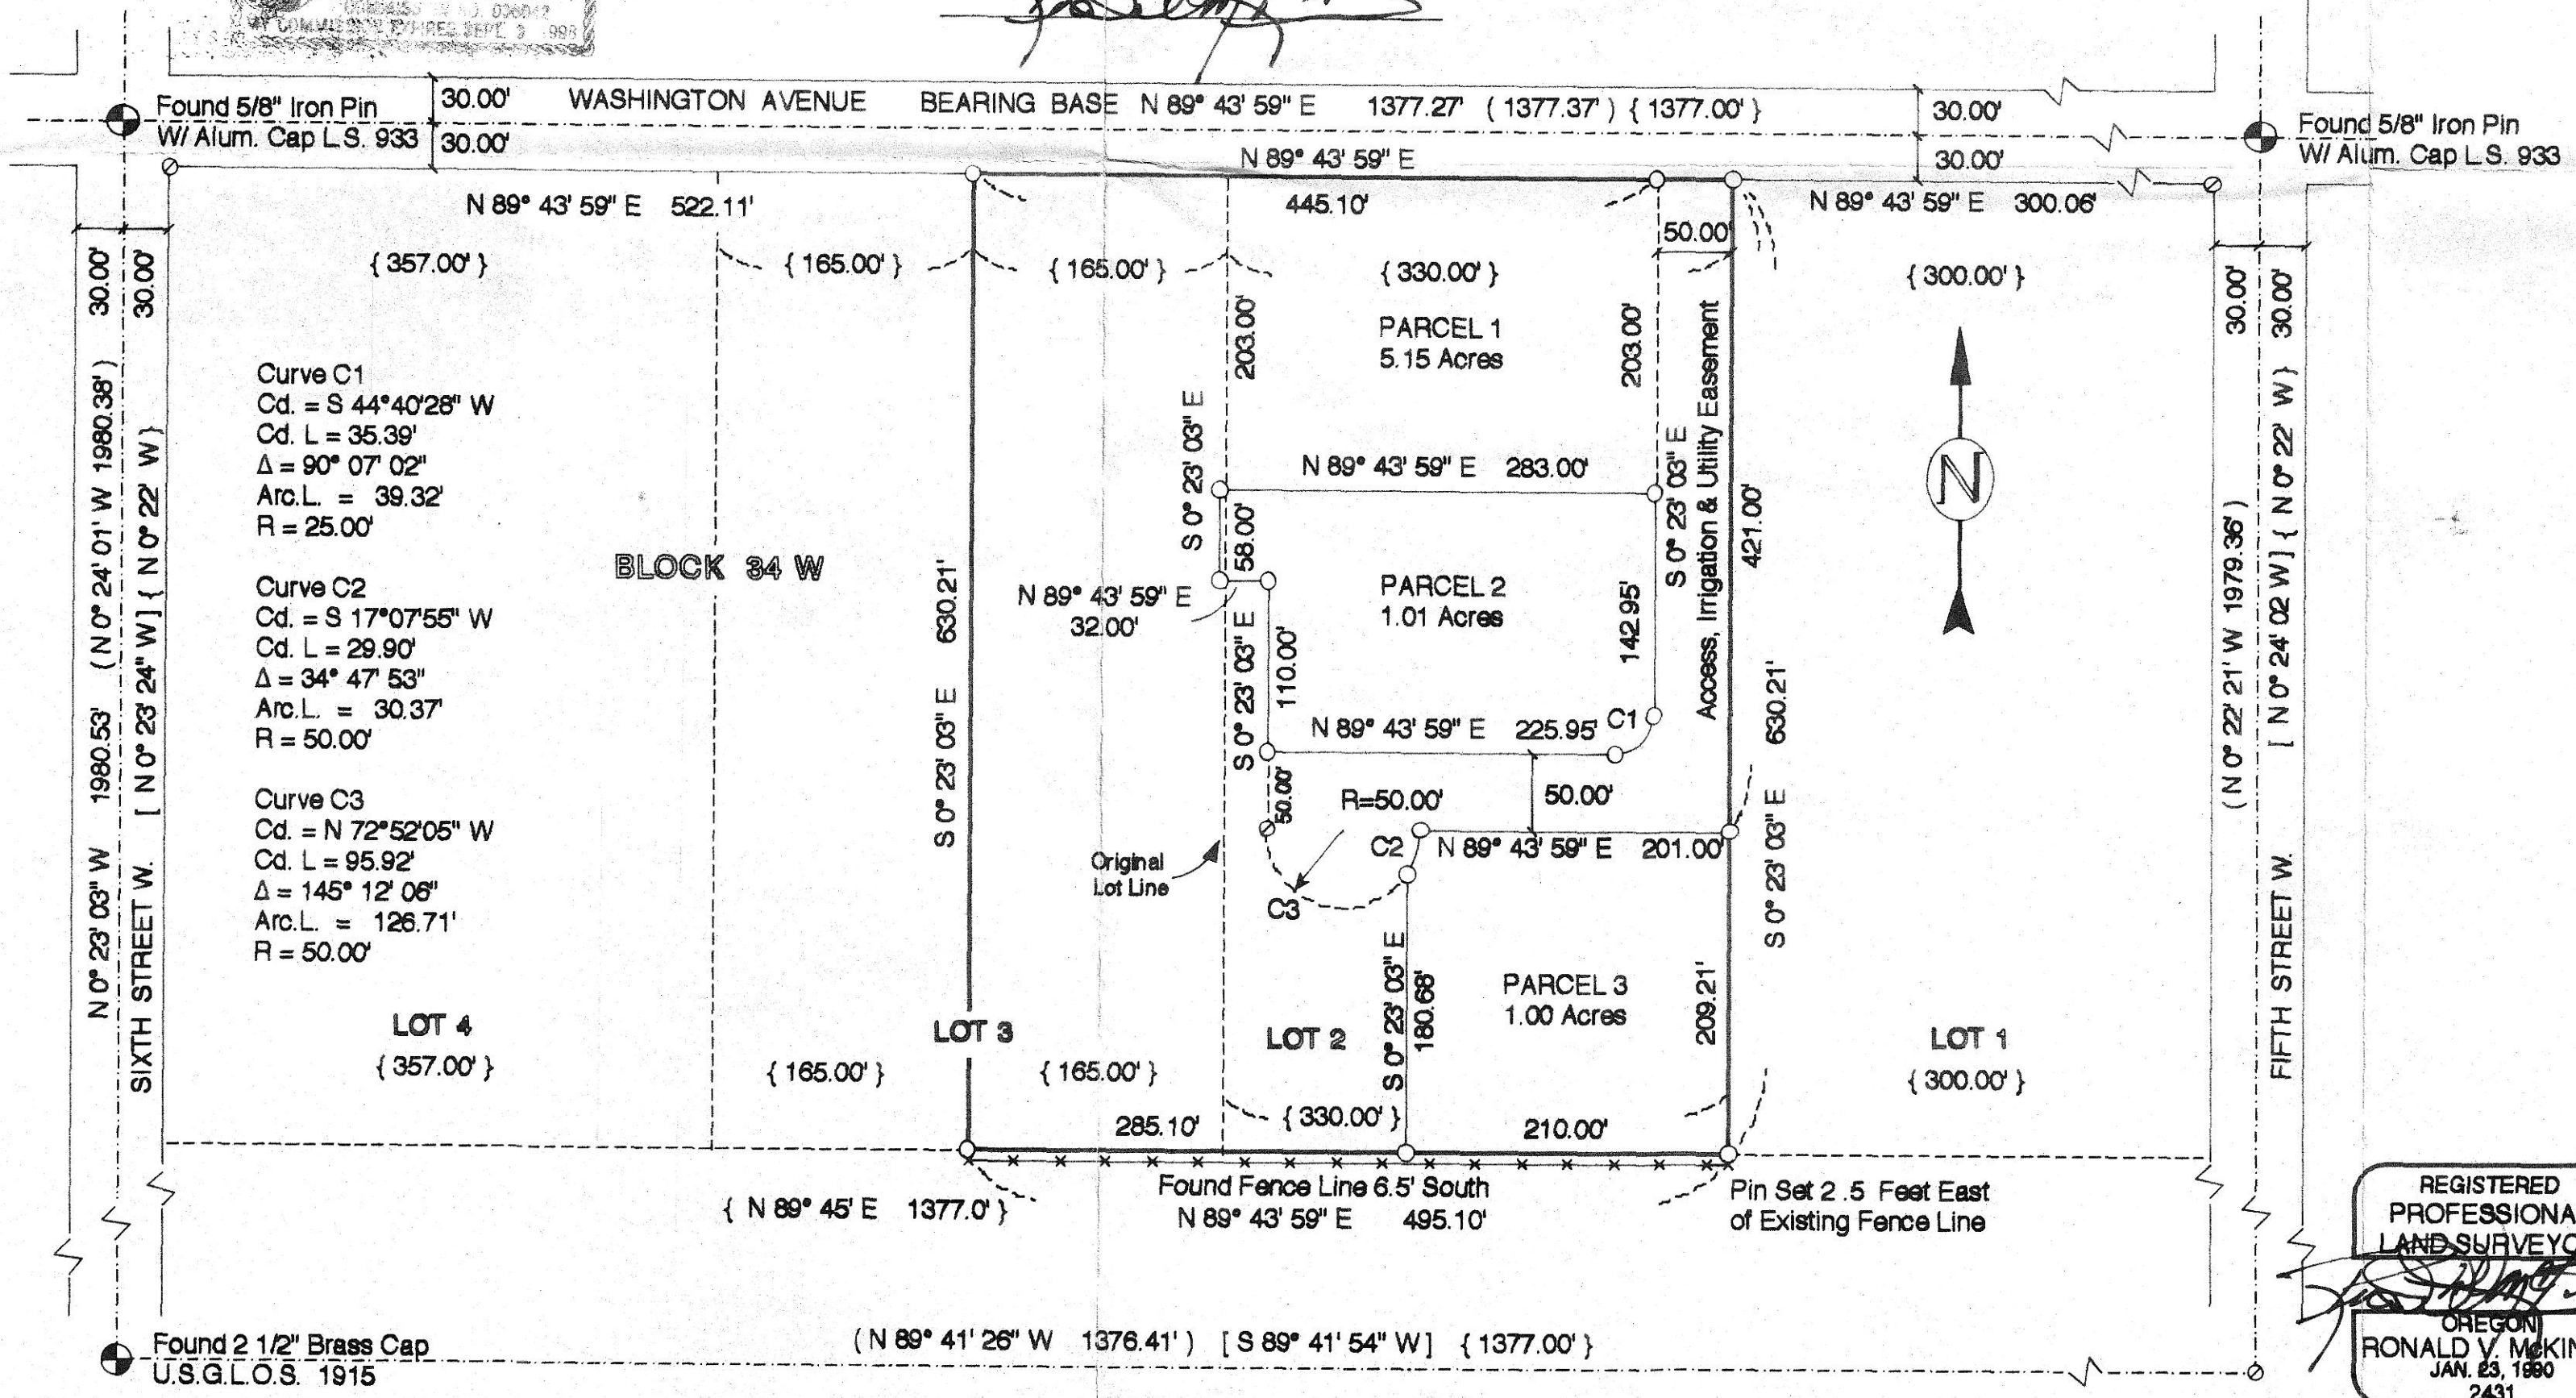 COMMISSION NO. 036042
MY COMMISSION EXPIRES SEPT. 3 1998
Found 5/8" Iron Pin
W/ Alum. Cap L.S. 933
30.00'
30.00'
WASHINGTON AVENUE BEARING BASE N 89° 43' 59" E 1377.27' ( 1377.37' ) { 1377.00' }
30.00'
30.00'
Found 5/8" Iron Pin
W/ Alum. Cap L.S. 933
N 89° 43' 59" E
N 89° 43' 59" E 522.11'
445.10'
N 89° 43' 59" E 300.06'
50.00'
{ 357.00' }
{ 165.00' }
{ 165.00' }
{ 330.00' }
{ 300.00' }
30.00'
30.00'
30.00'
30.00'
203.00'
PARCEL 1
5.15 Acres
203.00'
Access, Irrigation & Utility Easement
Curve C1
Cd. = S 44°40'28" W
Cd. L = 35.39'
Δ = 90° 07' 02"
Arc.L. = 39.32'
R = 25.00'
Curve C2
Cd. = S 17°07'55" W
Cd. L = 29.90'
Δ = 34° 47' 53"
Arc.L. = 30.37'
R = 50.00'
Curve C3
Cd. = N 72°52'05" W
Cd. L = 95.92'
Δ = 145° 12' 06"
Arc.L. = 126.71'
R = 50.00'
N 0° 23' 03" W 1980.53' ( N 0° 24' 01' W 1980.38' )
SIXTH STREET W. [ N 0° 23' 24" W ] { N 0° 22' W }
BLOCK 34 W
S 0° 23' 03" E 630.21'
S 0° 23' 03" E
N 89° 43' 59" E 283.00'
58.00'
N 89° 43' 59" E
32.00'
PARCEL 2
1.01 Acres
S 0° 23' 03" E
142.95'
421.00'
N
S 0° 23' 03" E
110.00'
N 89° 43' 59" E 225.95'
C1
50.00'
R=50.00'
50.00'
C2
N 89° 43' 59" E 201.00'
S 0° 23' 03" E 630.21'
Original
Lot Line
C3
S 0° 23' 03" E
180.68'
PARCEL 3
1.00 Acres
209.21'
( N 0° 22' 21' W 1979.36' )
FIFTH STREET W. [ N 0° 24' 02 W ] { N 0° 22' W }
LOT 4
LOT 3
LOT 2
LOT 1
{ 357.00' }
{ 165.00' }
{ 165.00' }
{ 300.00' }
285.10'
{ 330.00' }
210.00'
Found Fence Line 6.5' South
N 89° 43' 59" E 495.10'
{ N 89° 45' E 1377.0' }
Pin Set 2 .5 Feet East
of Existing Fence Line
Found 2 1/2" Brass Cap
U.S.G.L.O.S. 1915
( N 89° 41' 26" W 1376.41' ) [ S 89° 41' 54" W ] { 1377.00' }
REGISTERED
PROFESSIONA
LAND SURVEYO
OREGON
RONALD V. McKIN
JAN. 23, 1990
2431